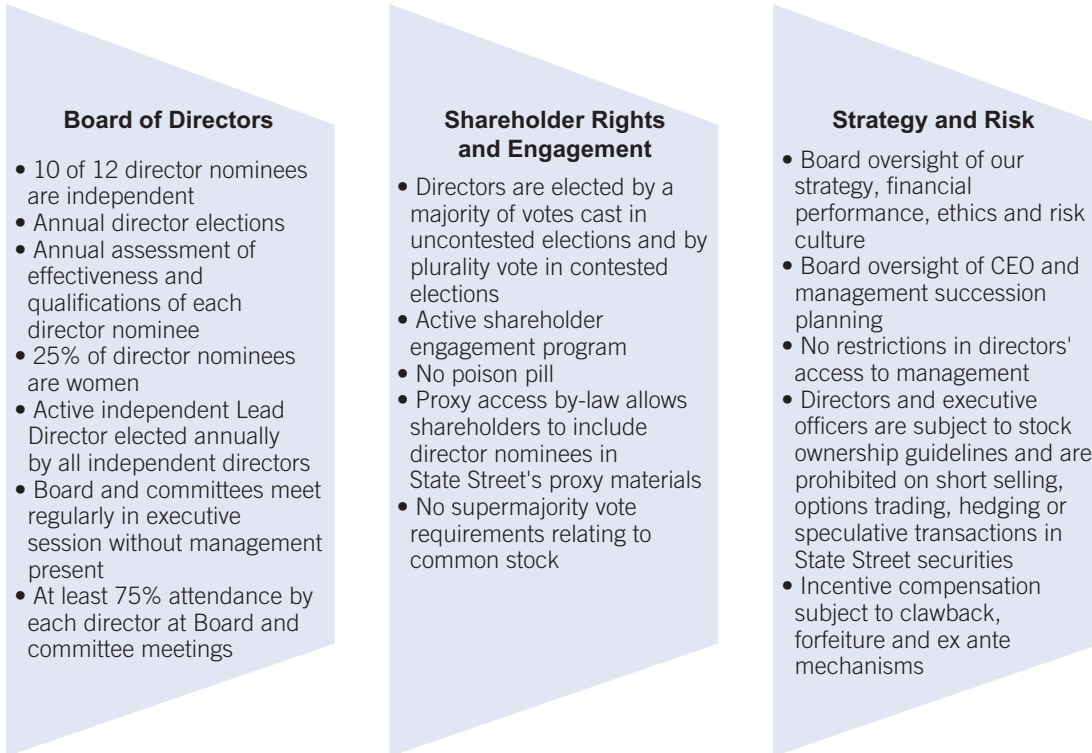 Board of Directors
• 10 of 12 director nominees
are independent
• Annual director elections
• Annual assessment of
effectiveness and
qualifications of each
director nominee
• 25% of director nominees
are women
• Active independent Lead
Director elected annually
by all independent directors
• Board and committees meet
regularly in executive
session without management
present
• At least 75% attendance by
each director at Board and
committee meetings
Shareholder Rights
and Engagement
• Directors are elected by a
majority of votes cast in
uncontested elections and by
plurality vote in contested
elections
• Active shareholder
engagement program
• No poison pill
• Proxy access by-law allows
shareholders to include
director nominees in
State Street's proxy materials
• No supermajority vote
requirements relating to
common stock
Strategy and Risk
• Board oversight of our
strategy, financial
performance, ethics and risk
culture
• Board oversight of CEO and
management succession
planning
• No restrictions in directors'
access to management
• Directors and executive
officers are subject to stock
ownership guidelines and are
prohibited on short selling,
options trading, hedging or
speculative transactions in
State Street securities
• Incentive compensation
subject to clawback,
forfeiture and ex ante
mechanisms